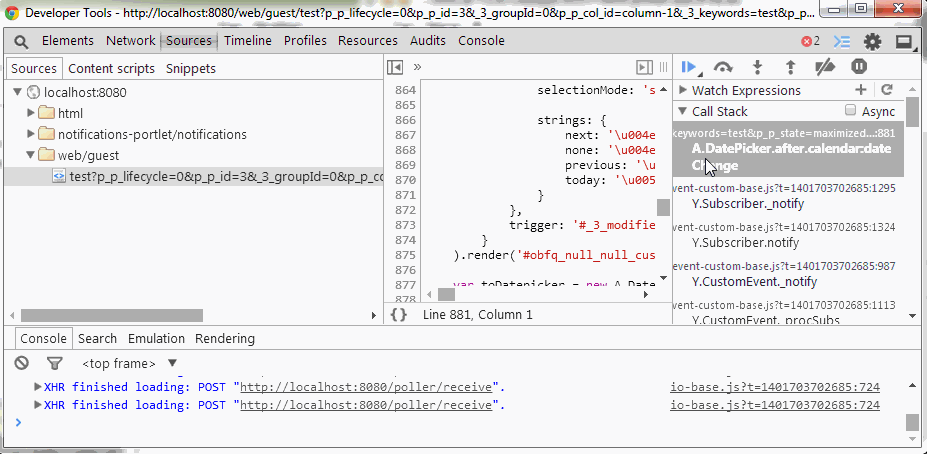 Developer Tools - http://localhost:8080/web/guest/test?p_p_lifecycle=0&p_p_id=3&_3_groupId=0&p_p_col_id=column-1&_3_keywords=test&p_p...
Elements Network Sources Timeline Profiles Resources Audits Console 2
Sources Content scripts Snippets
localhost:8080
html
notifications-portlet/notifications
web/guest
test?p_p_lifecycle=0&p_p_id=3&_3_groupId=0&p_p_co
»
864 selectionMode: 's
865
866 strings: {
867 next: '\u004e
868 none: '\u004e
869 previous: '\u
870 today: '\u005
871 }
872 },
873 trigger: '#_3_modifie
874 }
875 ).render('#obfq_null_null_cus
876
877 var toDatepicker = new A.Date
878
{} Line 881, Column 1
Watch Expressions
Call Stack Async
keywords=test&p_p_state=maximized...:881
A.DatePicker.after.calendar:date
Change
vent-custom-base.js?t=1401703702685:1295
Y.Subscriber._notify
vent-custom-base.js?t=1401703702685:1324
Y.Subscriber.notify
event-custom-base.js?t=1401703702685:987
Y.CustomEvent._notify
vent-custom-base.js?t=1401703702685:1113
Y.CustomEvent._procSubs
Console Search Emulation Rendering
<top frame>
XHR finished loading: POST "http://localhost:8080/poller/receive". io-base.js?t=1401703702685:724
XHR finished loading: POST "http://localhost:8080/poller/receive". io-base.js?t=1401703702685:724